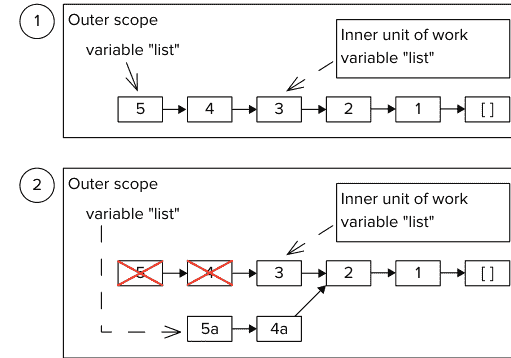 1
Outer scope
variable "list"
Inner unit of work
variable "list"
5 4 3 2 1 [ ]
2
Outer scope
variable "list"
Inner unit of work
variable "list"
5 4 3 2 1 [ ]
5a 4a